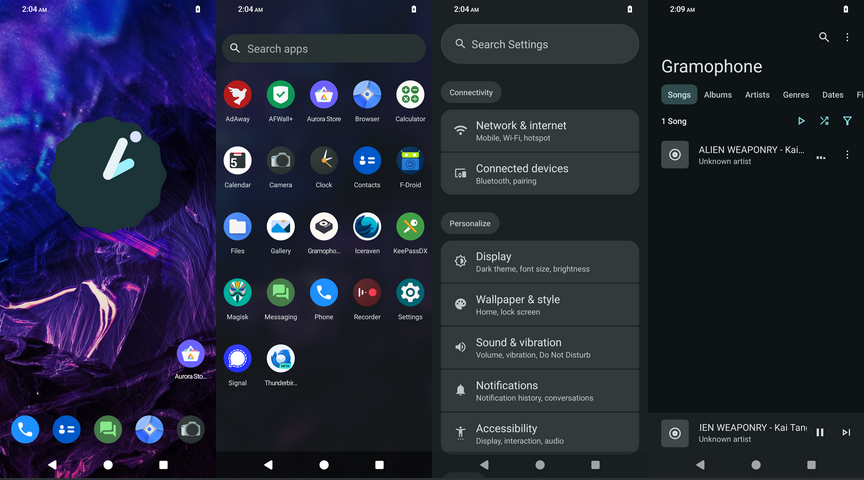 2:04 AM
Aurora Sto...
2:04 AM
Search apps
AdAway
AFWall+
Aurora Store
Browser
Calculator
5
Calendar
Camera
Clock
Contacts
F-Droid
Files
Gallery
Gramopho...
Iceraven
KeePassDX
Magisk
Messaging
Phone
Recorder
Settings
Signal
Thunderbir...
2:04 AM
Search Settings
Connectivity
Network & internet
Mobile, Wi-Fi, hotspot
Connected devices
Bluetooth, pairing
Personalize
Display
Dark theme, font size, brightness
Wallpaper & style
Home, lock screen
Sound & vibration
Volume, vibration, Do Not Disturb
Notifications
Notification history, conversations
Accessibility
Display, interaction, audio
2:09 AM
Gramophone
Songs Albums Artists Genres Dates Fi
1 Song
ALIEN WEAPONRY - Kai...
Unknown artist
IEN WEAPONRY - Kai Tan
Unknown artist